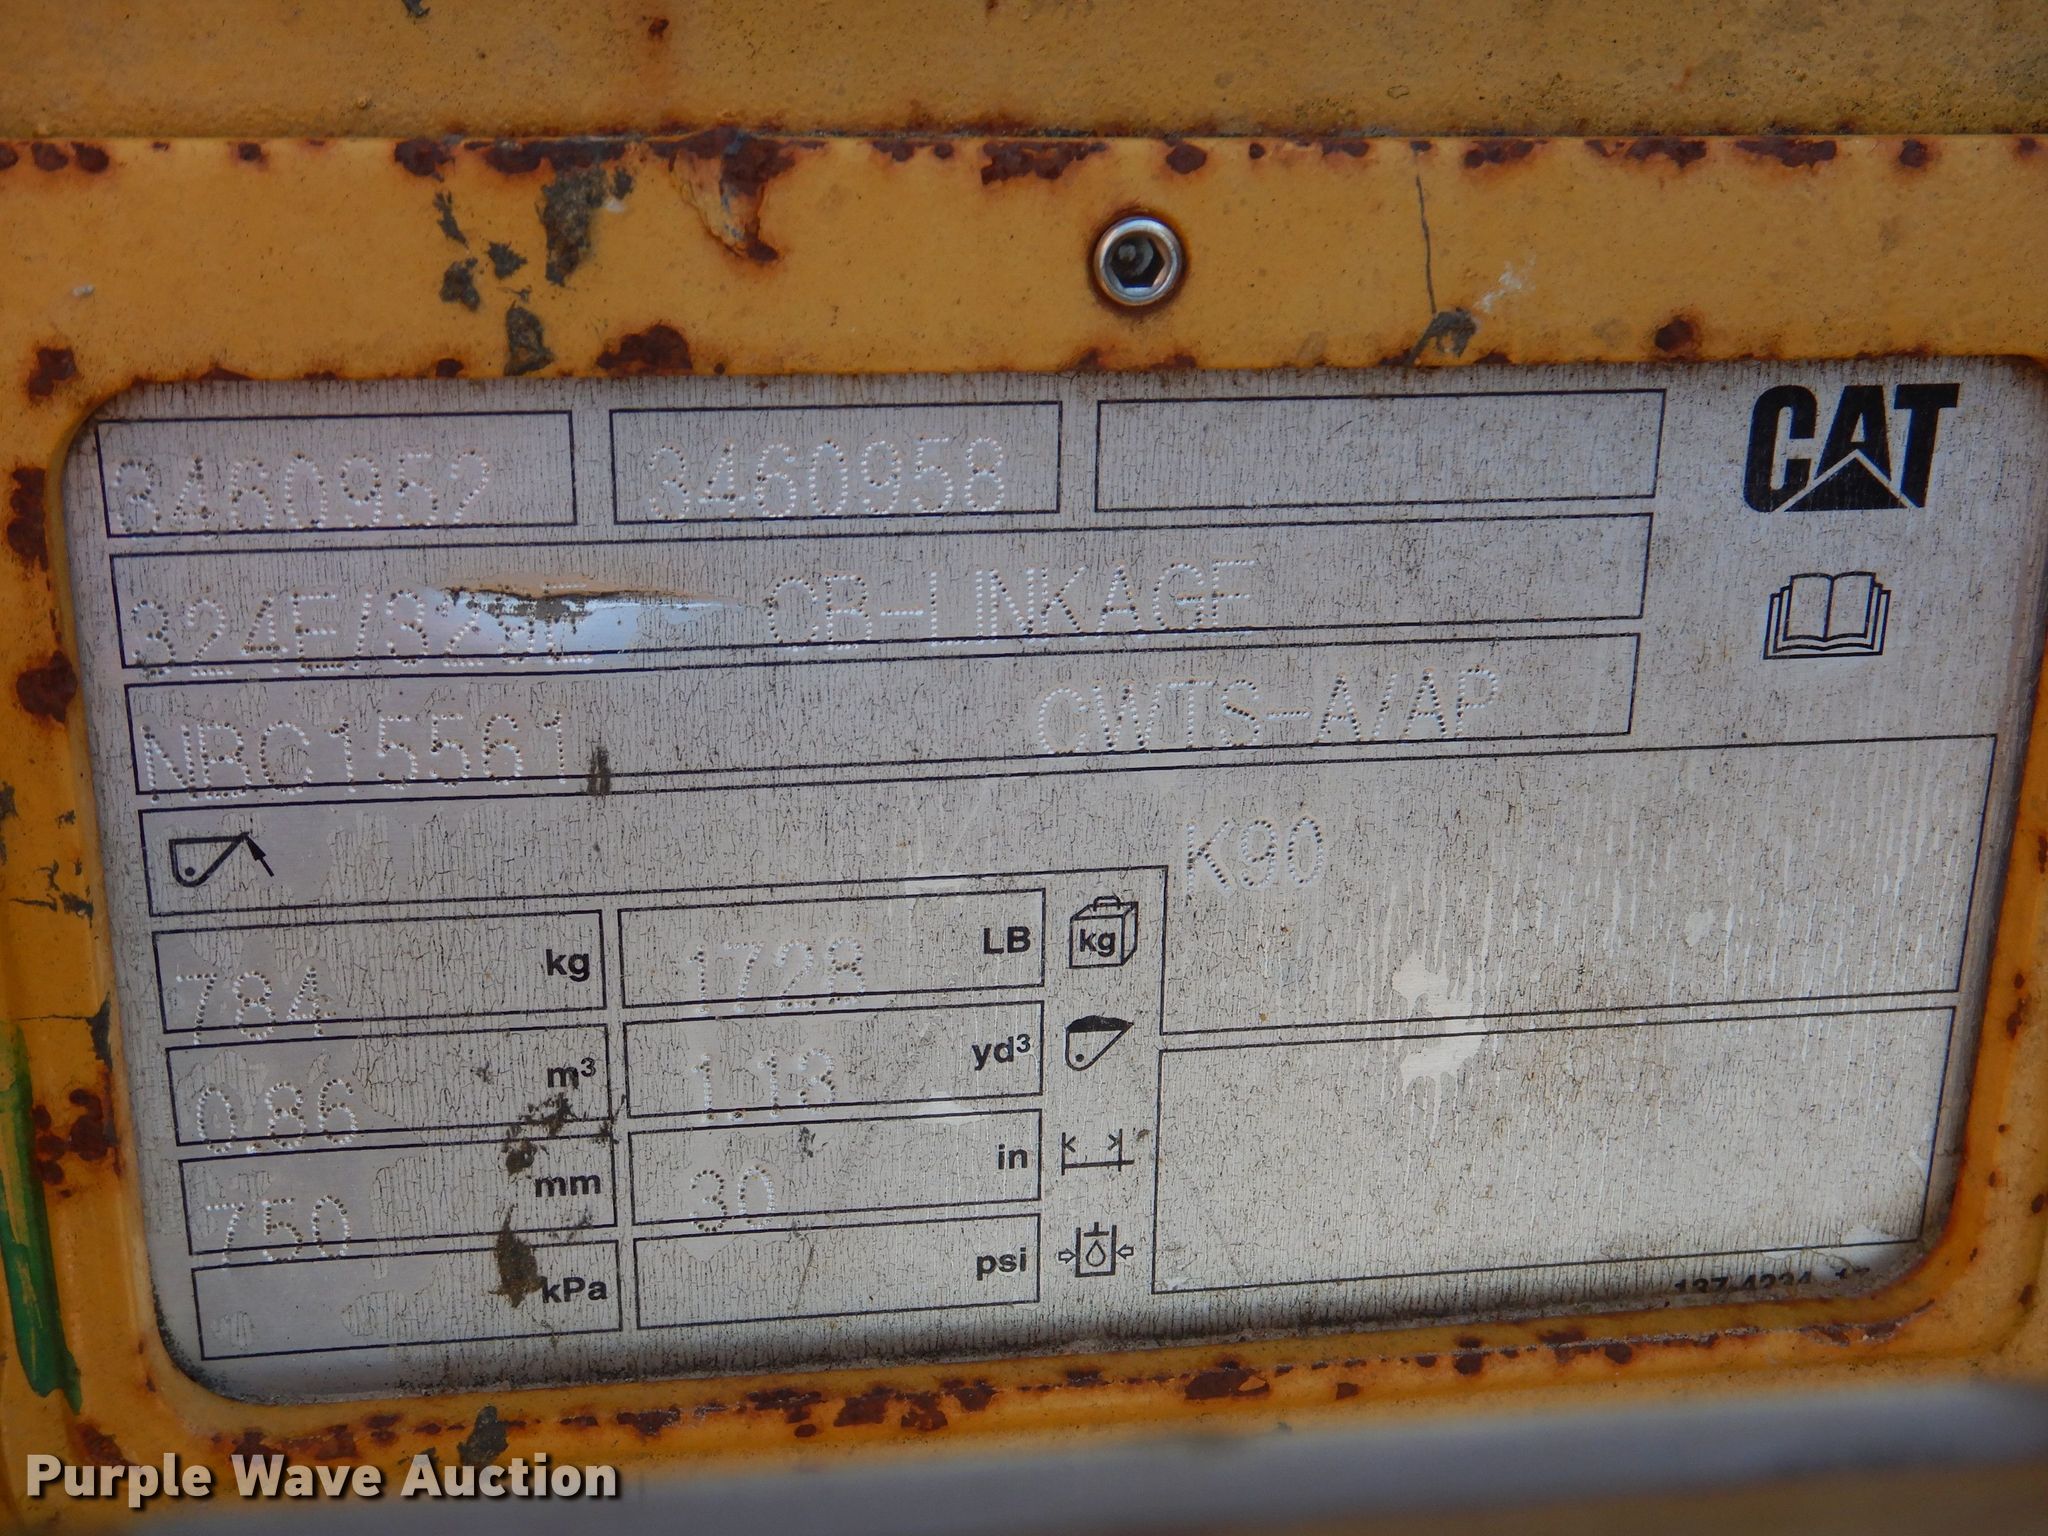 3460952 3460958
CAT
324E/329E CB-LINKAGE
NBC15561 CWTS-A/AP
K90
784 kg 1728 LB kg
0.86 m³ 1.13 yd³
750 mm 30 in
kPa psi
Purple Wave Auction